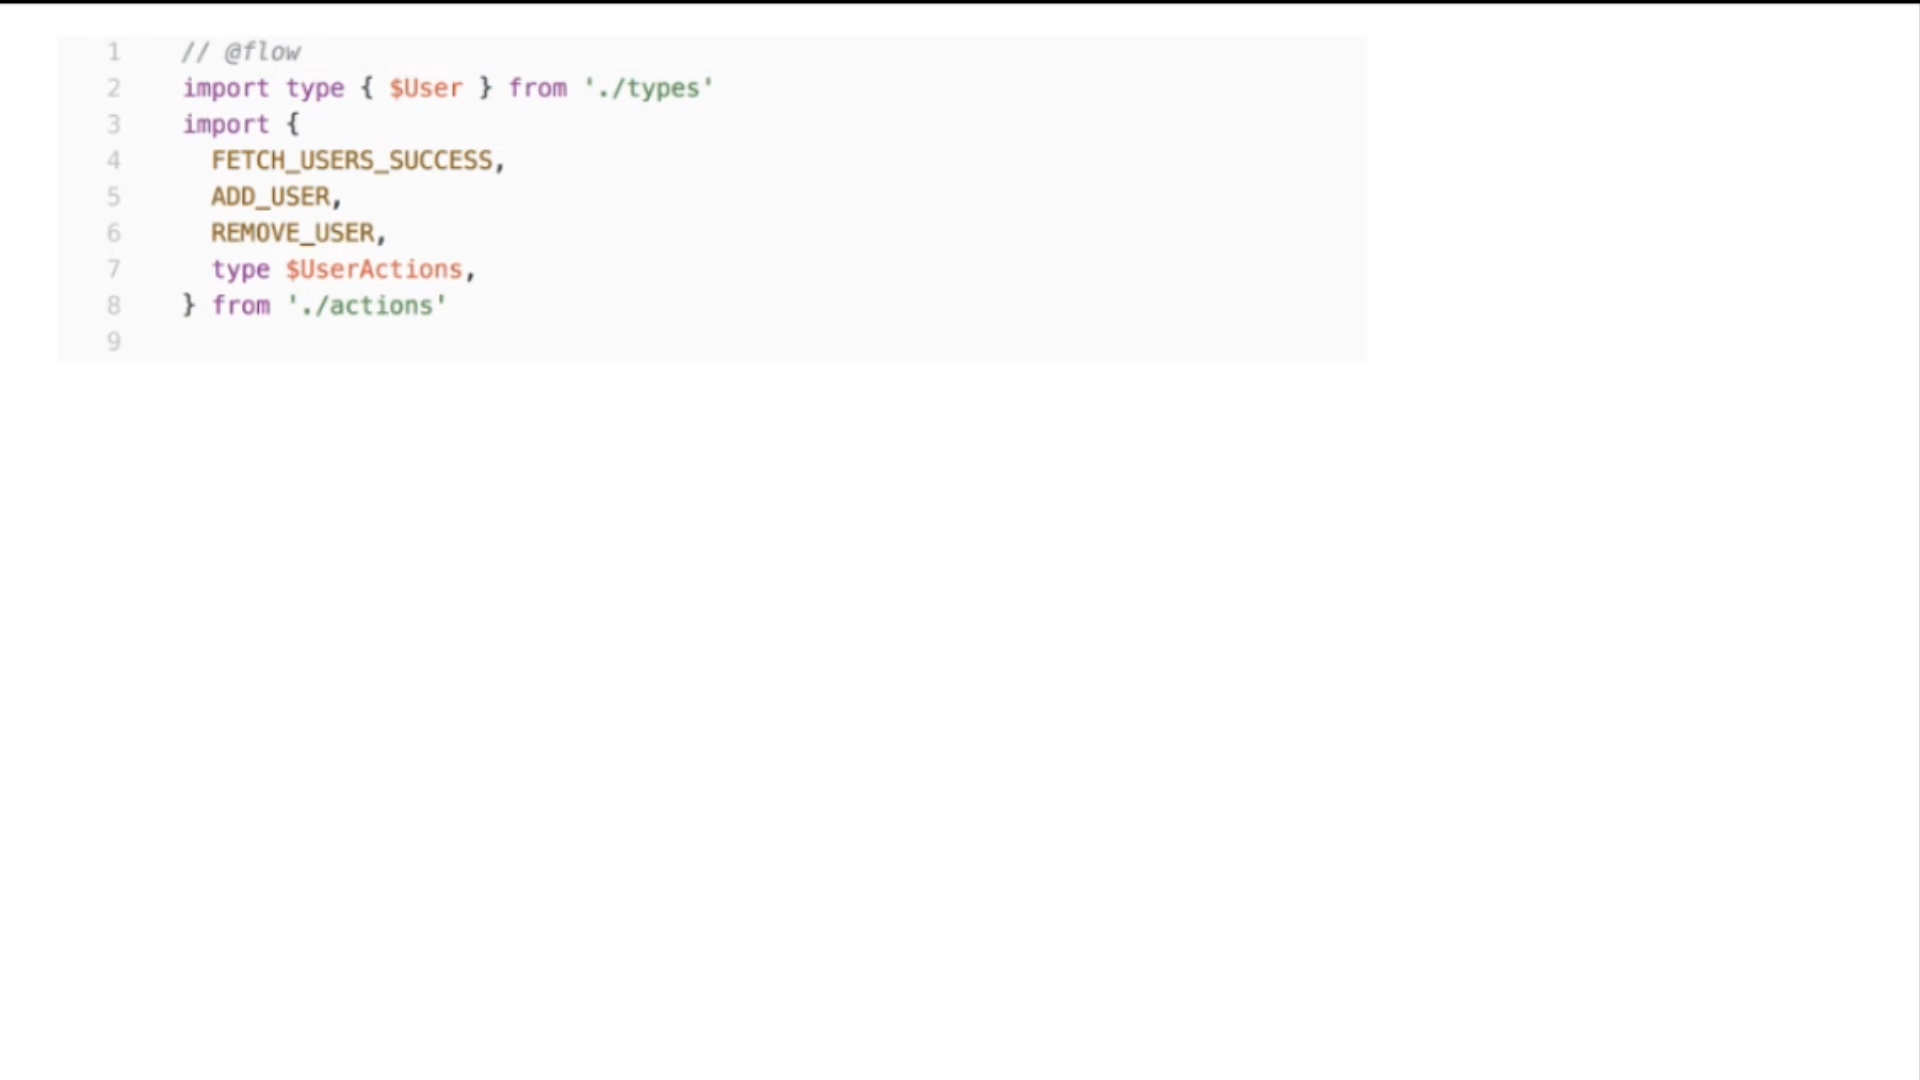 1 // @flow
2 import type { $User } from './types'
3 import {
4 FETCH_USERS_SUCCESS,
5 ADD_USER,
6 REMOVE_USER,
7 type $UserActions,
8 } from './actions'
9